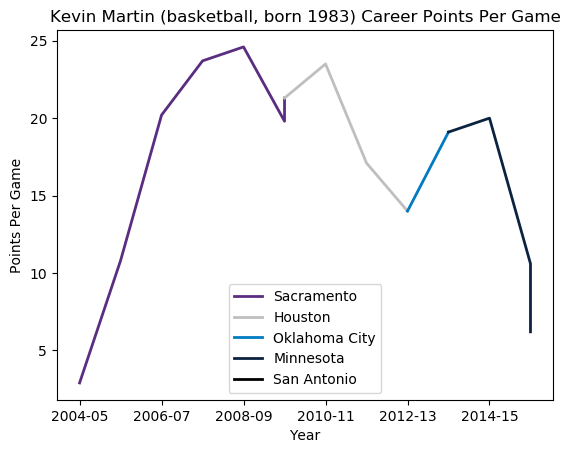 Kevin Martin (basketball, born 1983) Career Points Per Game
25
20
15
10
5
Points Per Game
Sacramento
Houston
Oklahoma City
Minnesota
San Antonio
2004-05 2006-07 2008-09 2010-11 2012-13 2014-15
Year